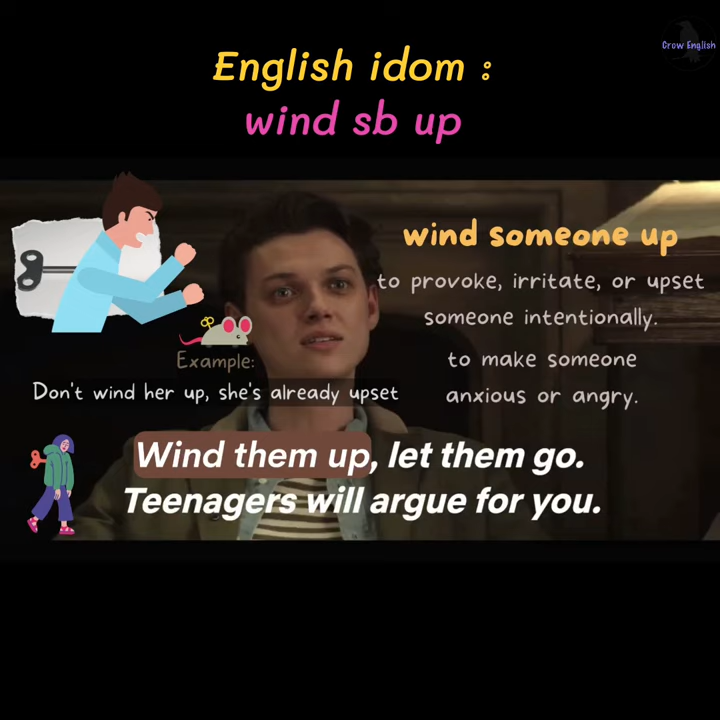 Crow English
English idom :
wind sb up
wind someone up
to provoke, irritate, or upset
someone intentionally.
to make someone
anxious or angry.
Example:
Don't wind her up, she's already upset
Wind them up, let them go.
Teenagers will argue for you.